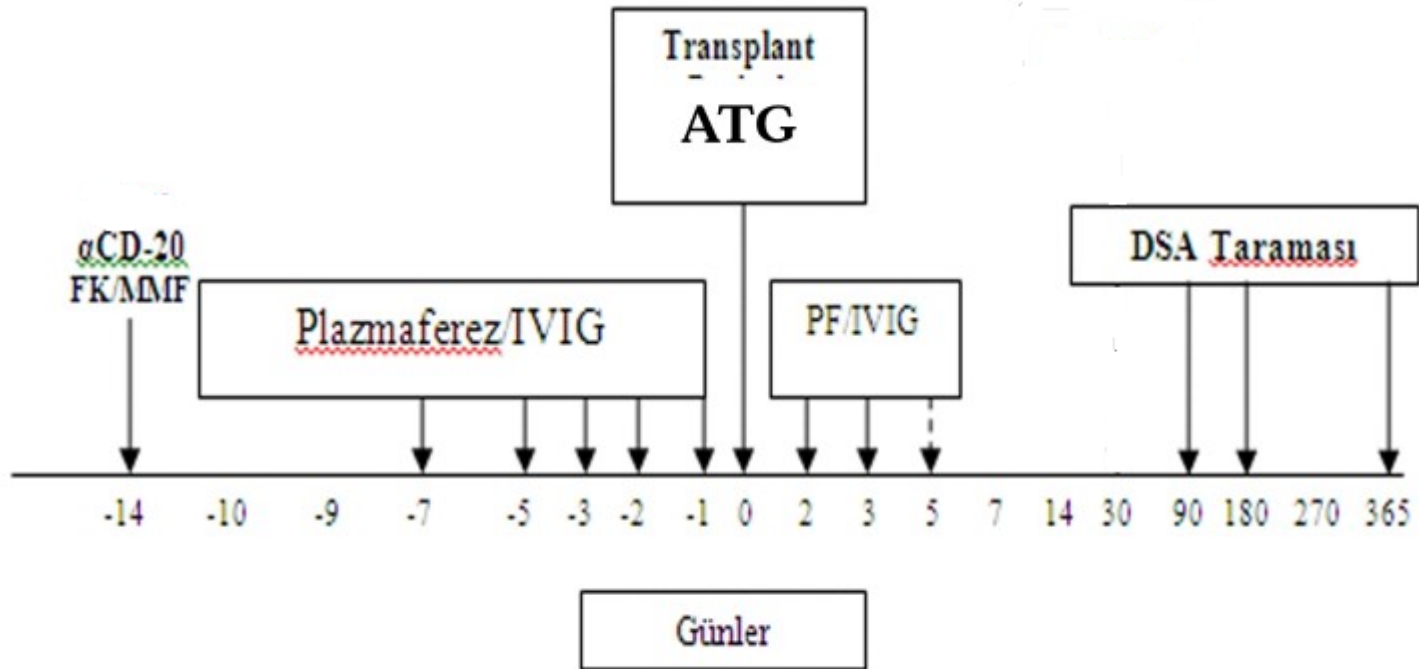 Transplant
ATG
αCD-20
FK/MMF
Plazmaferez/IVIG
PF/IVIG
DSA Taraması
-14 -10 -9 -7 -5 -3 -2 -1 0 2 3 5 7 14 30 90 180 270 365
Günler